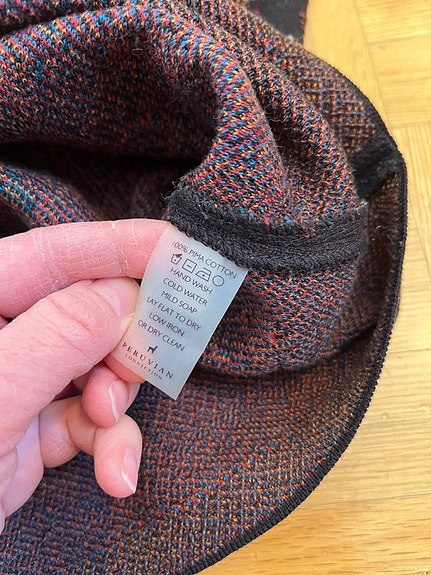 100% PIMA COTTON
HAND WASH
COLD WATER
MILD SOAP
LAY FLAT TO DRY
LOW IRON
OR DRY CLEAN
PERUVIAN
CONNECTION